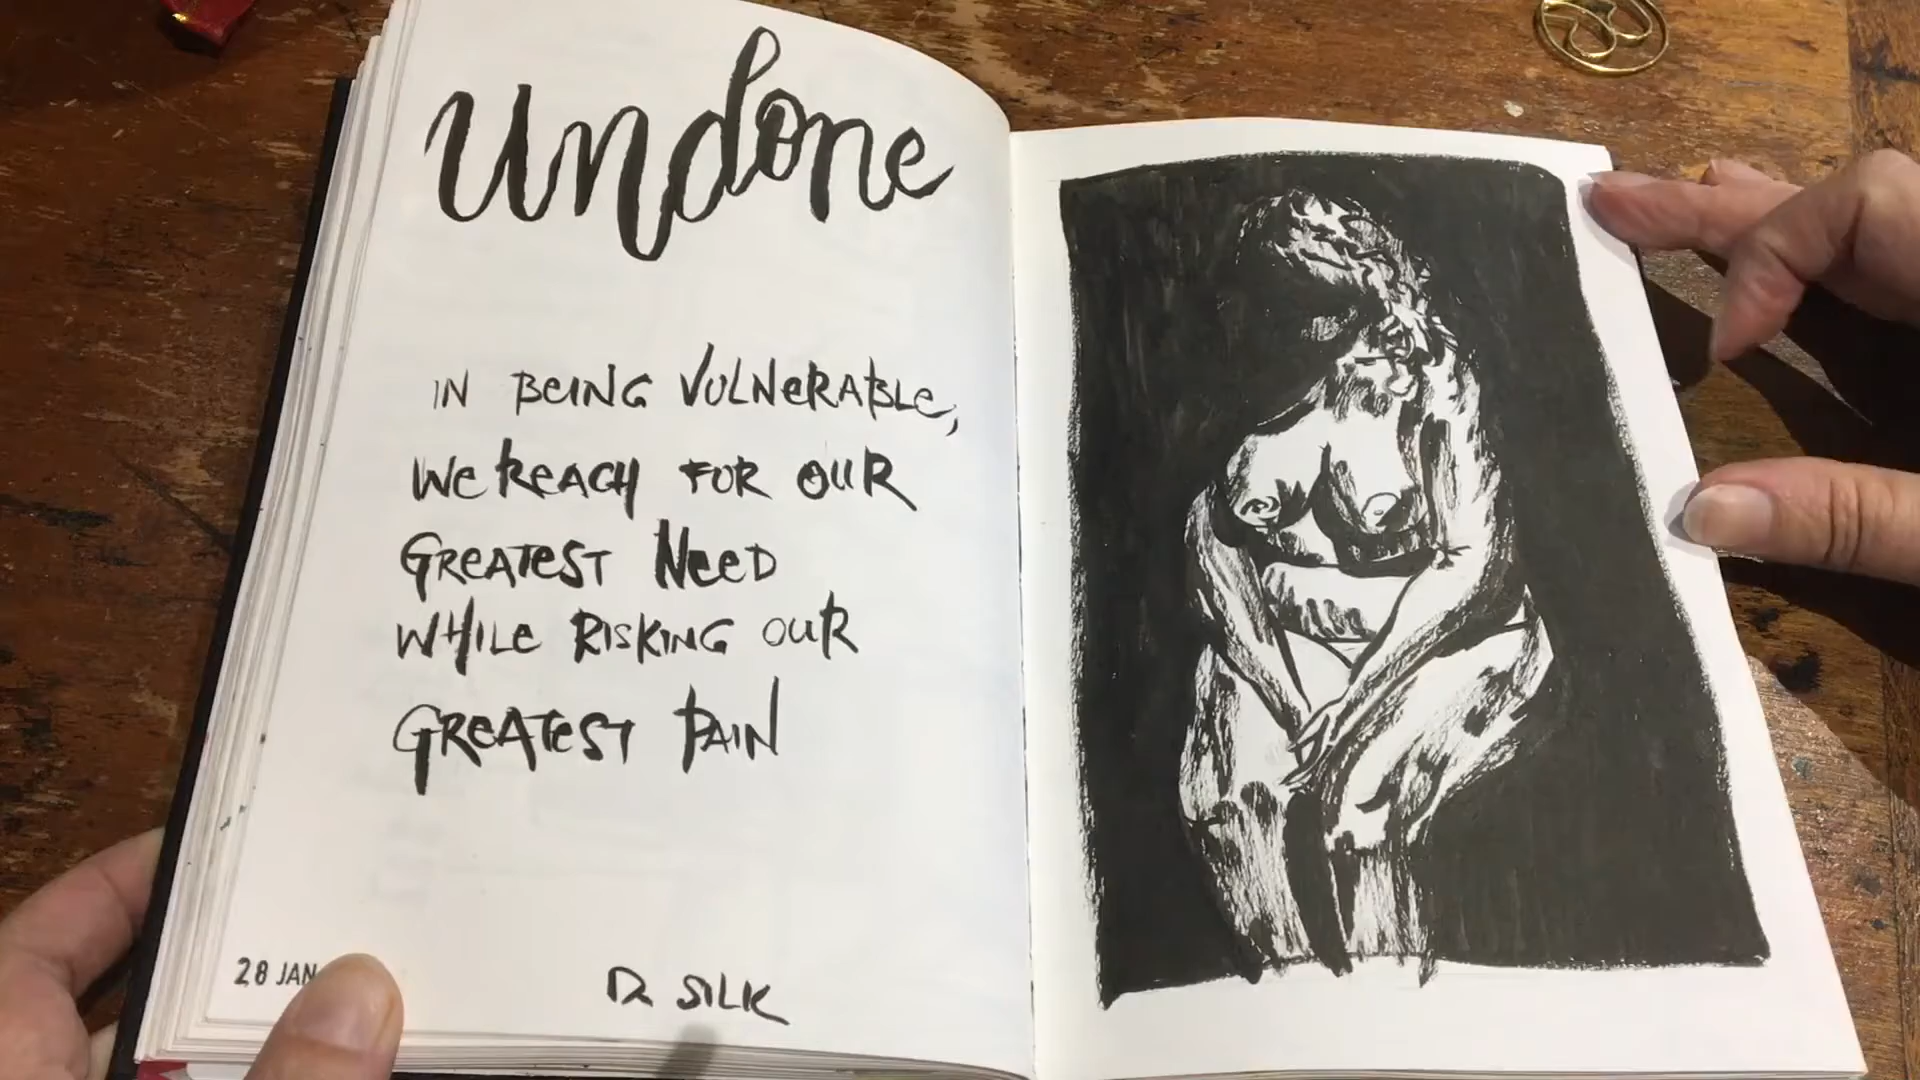 undone
IN BEING VULNERABLE,
WE REACH FOR OUR
GREATEST NEED
WHILE RISKING OUR
GREATEST PAIN
28 JAN
D SILK